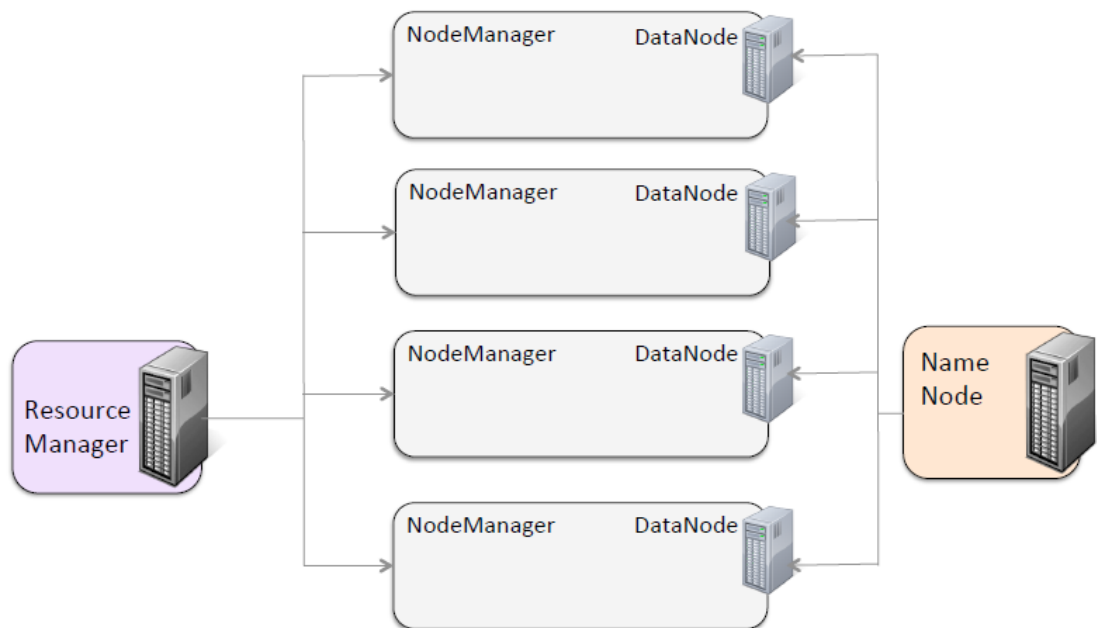 NodeManager DataNode
NodeManager DataNode
NodeManager DataNode
NodeManager DataNode
Resource
Manager
Name
Node